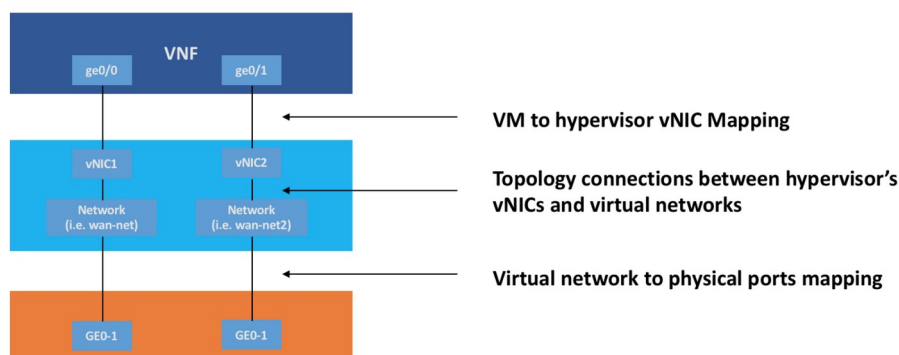 VNF
ge0/0
ge0/1
VM to hypervisor vNIC Mapping
vNIC1
vNIC2
Topology connections between hypervisor's
vNICs and virtual networks
Network
(i.e. wan-net)
Network
(i.e. wan-net2)
Virtual network to physical ports mapping
GE0-1
GE0-1